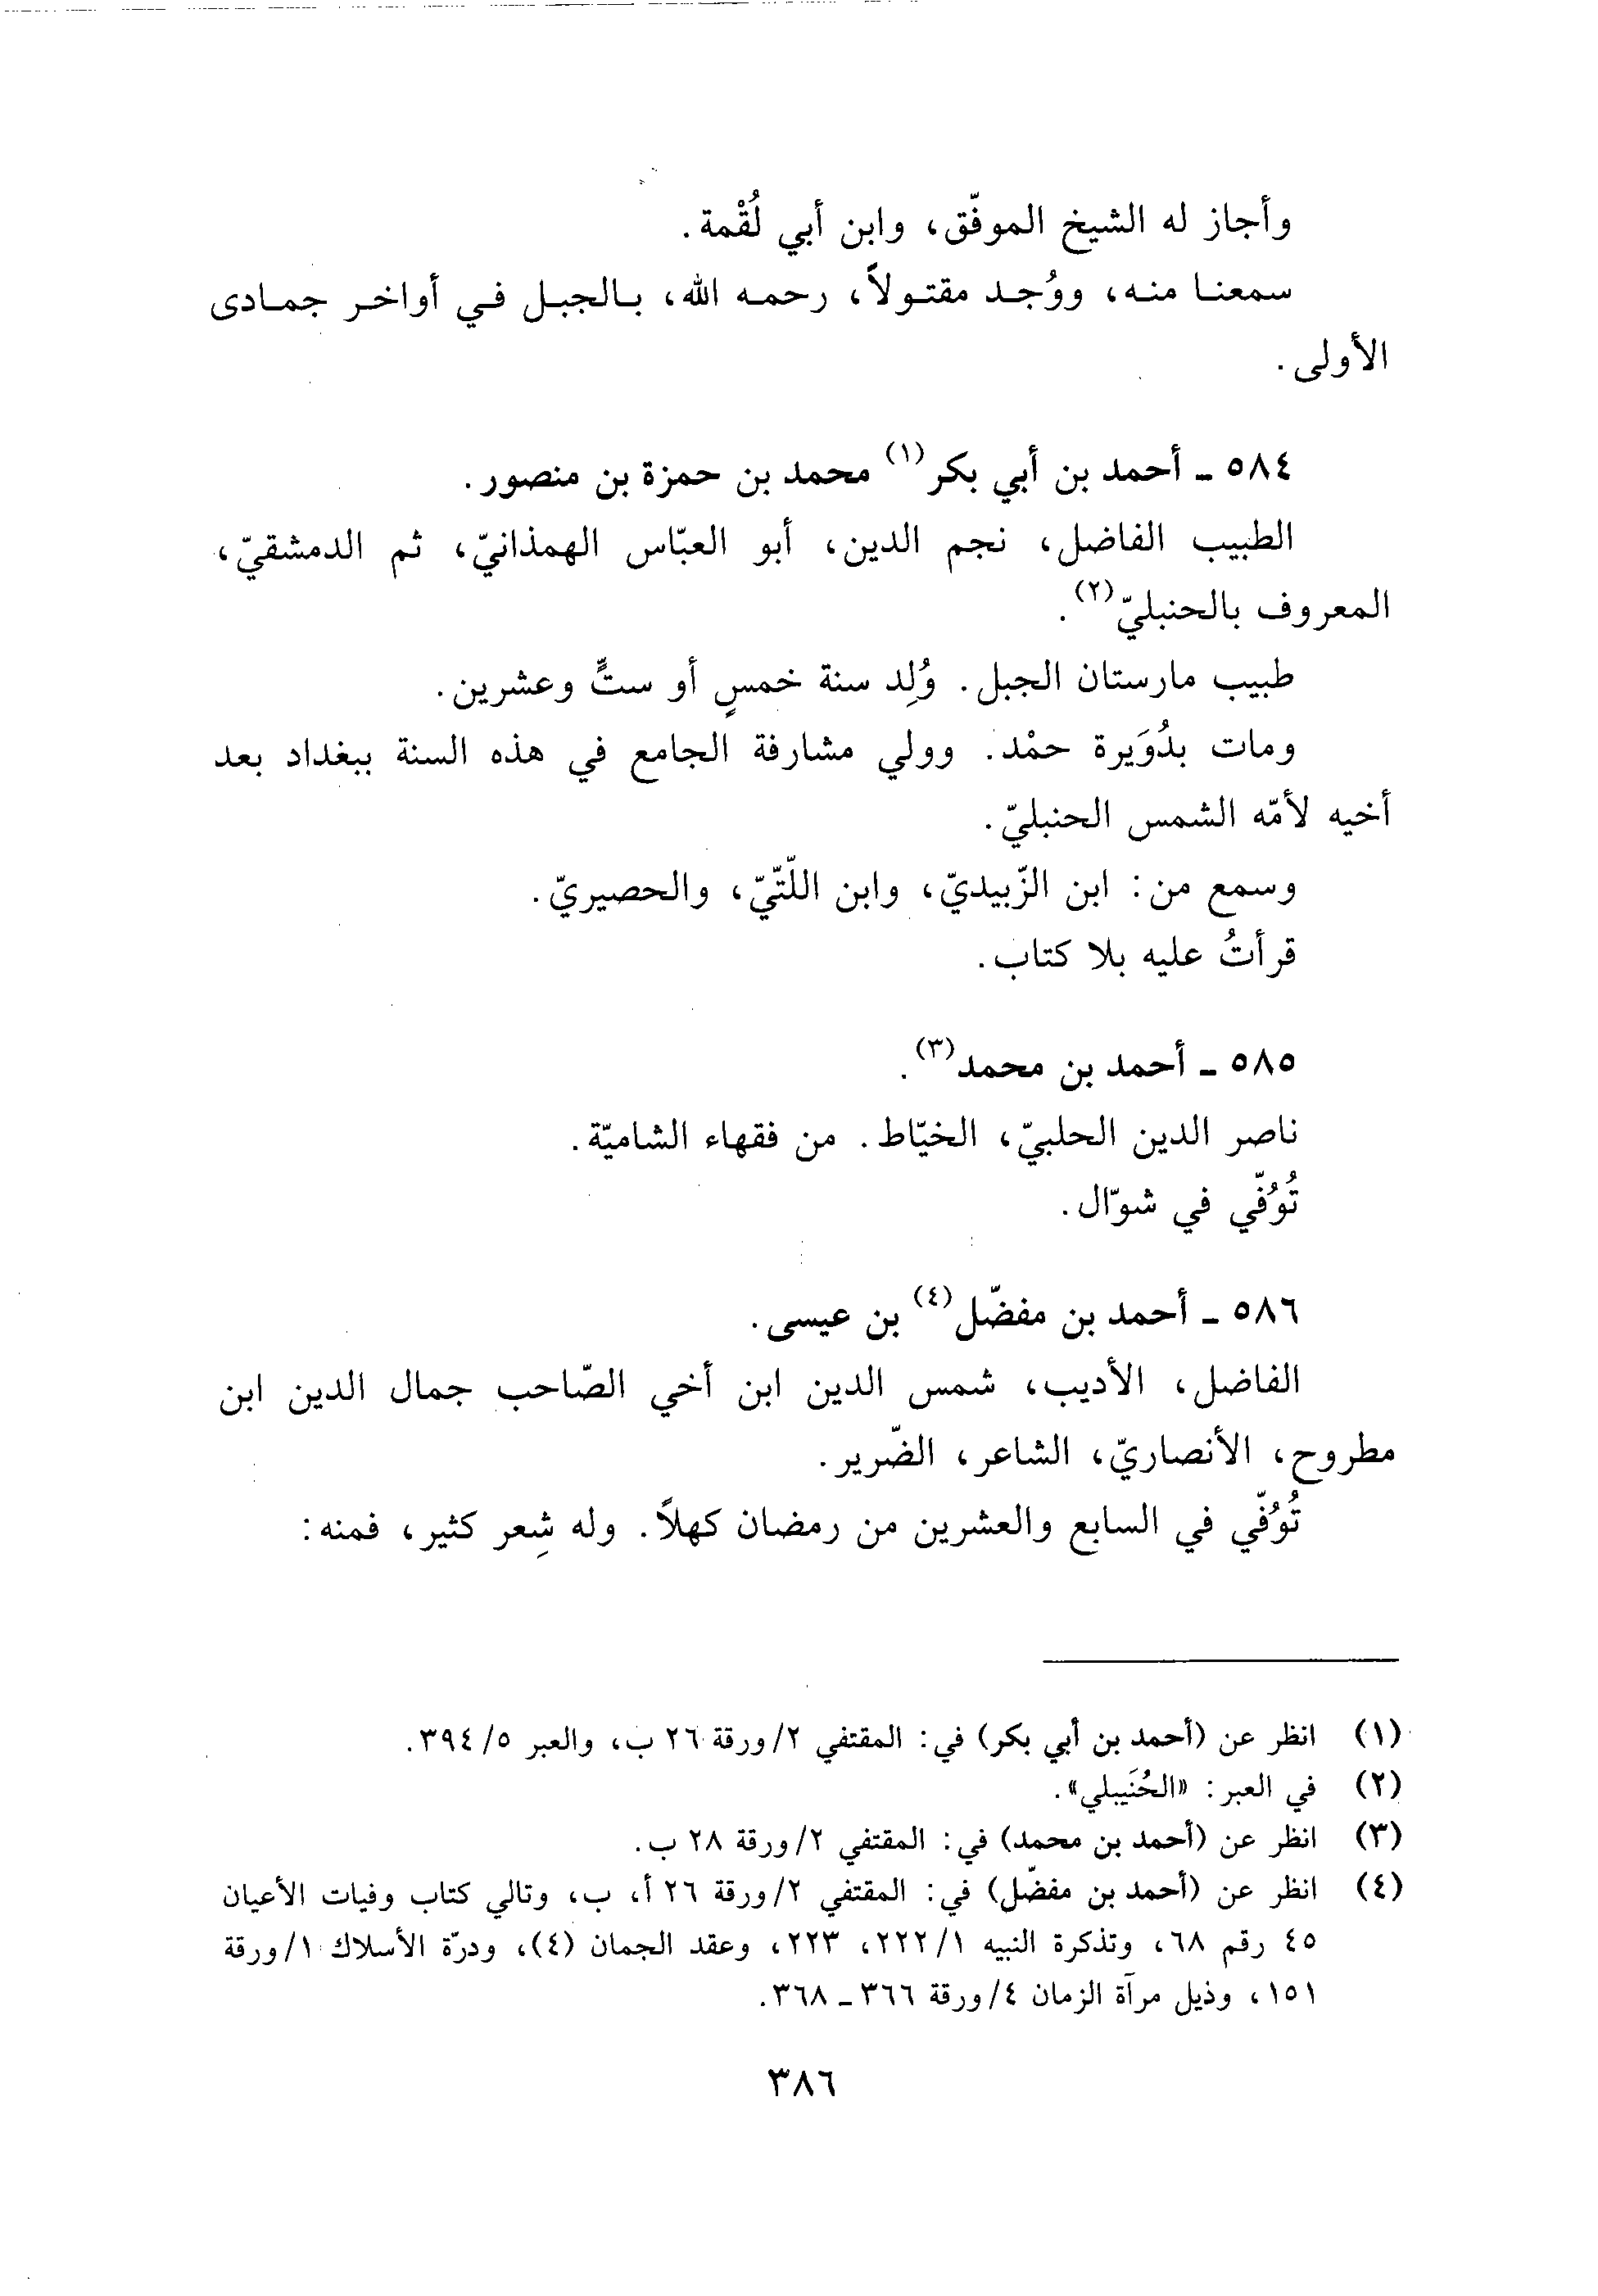 وأجاز له الشيخ الموفّق، وابن أبي لُقْمة.
سمعنا منه، ووُجد مقتولاً، رحمه الله، بالجبل في أواخر جمادى
الأولى.
٥٨٤ ـ أحمد بن أبي بكر(١) محمد بن حمزة بن منصور.
الطبيب الفاضل، نجم الدين، أبو العبّاس الهمذانيّ، ثم الدمشقيّ،
المعروف بالحنبليّ(٢).
طبيب مارستان الجبل. وُلِد سنة خمسٍ أو ستٍّ وعشرين.
ومات بدُوَيرة حمْد. وولي مشارفة الجامع في هذه السنة ببغداد بعد
أخيه لأمّه الشمس الحنبليّ.
وسمع من: ابن الزّبيديّ، وابن اللّتّيّ، والحصيريّ.
قرأتُ عليه بلا كتاب.
٥٨٥ ـ أحمد بن محمد(٣).
ناصر الدين الحلبيّ، الخيّاط. من فقهاء الشاميّة.
تُوُفّي في شوّال.
٥٨٦ ـ أحمد بن مفضّل(٤) بن عيسى.
الفاضل، الأديب، شمس الدين ابن أخي الصّاحب جمال الدين ابن
مطروح، الأنصاريّ، الشاعر، الضّرير.
تُوُفّي في السابع والعشرين من رمضان كهلاً. وله شِعر كثير، فمنه:
(١) انظر عن (أحمد بن أبي بكر) في: المقتفي ٢/ورقة ٢٦ ب، والعبر ٥/٣٩٤.
(٢) في العبر: «الحُنَيبلي».
(٣) انظر عن (أحمد بن محمد) في: المقتفي ٢/ورقة ٢٨ ب.
(٤) انظر عن (أحمد بن مفضّل) في: المقتفي ٢/ورقة ٢٦ أ، ب، وتالي كتاب وفيات الأعيان
٤٥ رقم ٦٨، وتذكرة النبيه ١/٢٢٢، ٢٢٣، وعقد الجمان (٤)، ودرّة الأسلاك ١/ورقة
١٥١، وذيل مرآة الزمان ٤/ورقة ٣٦٦ ـ ٣٦٨.
٣٨٦